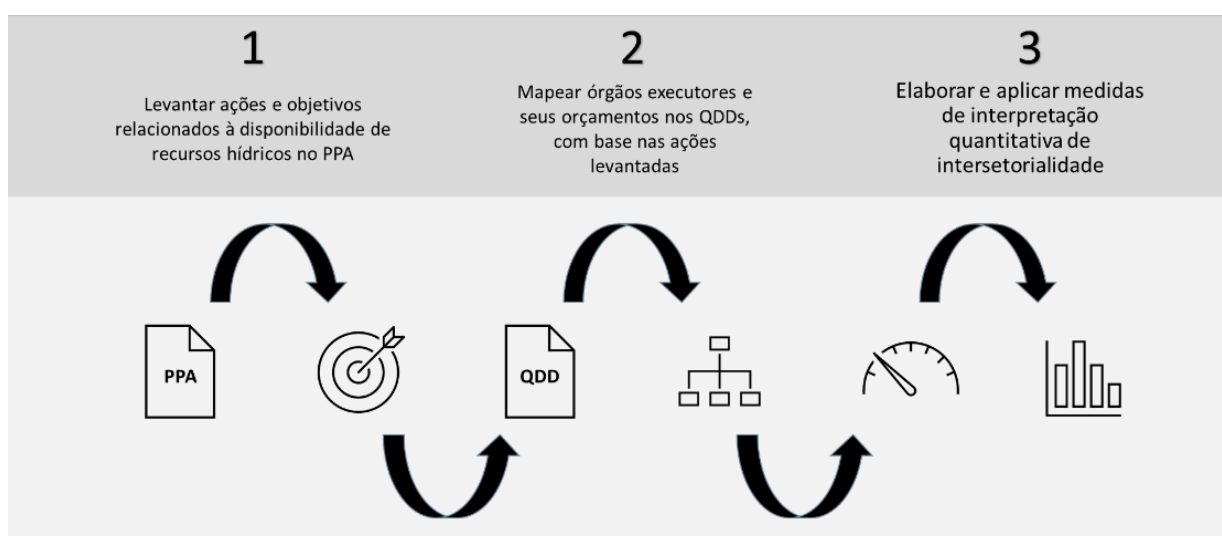 1
Levantar ações e objetivos
relacionados à disponibilidade de
recursos hídricos no PPA
2
Mapear órgãos executores e
seus orçamentos nos QDDs,
com base nas ações
levantadas
3
Elaborar e aplicar medidas
de interpretação
quantitativa de
intersetorialidade
PPA
QDD